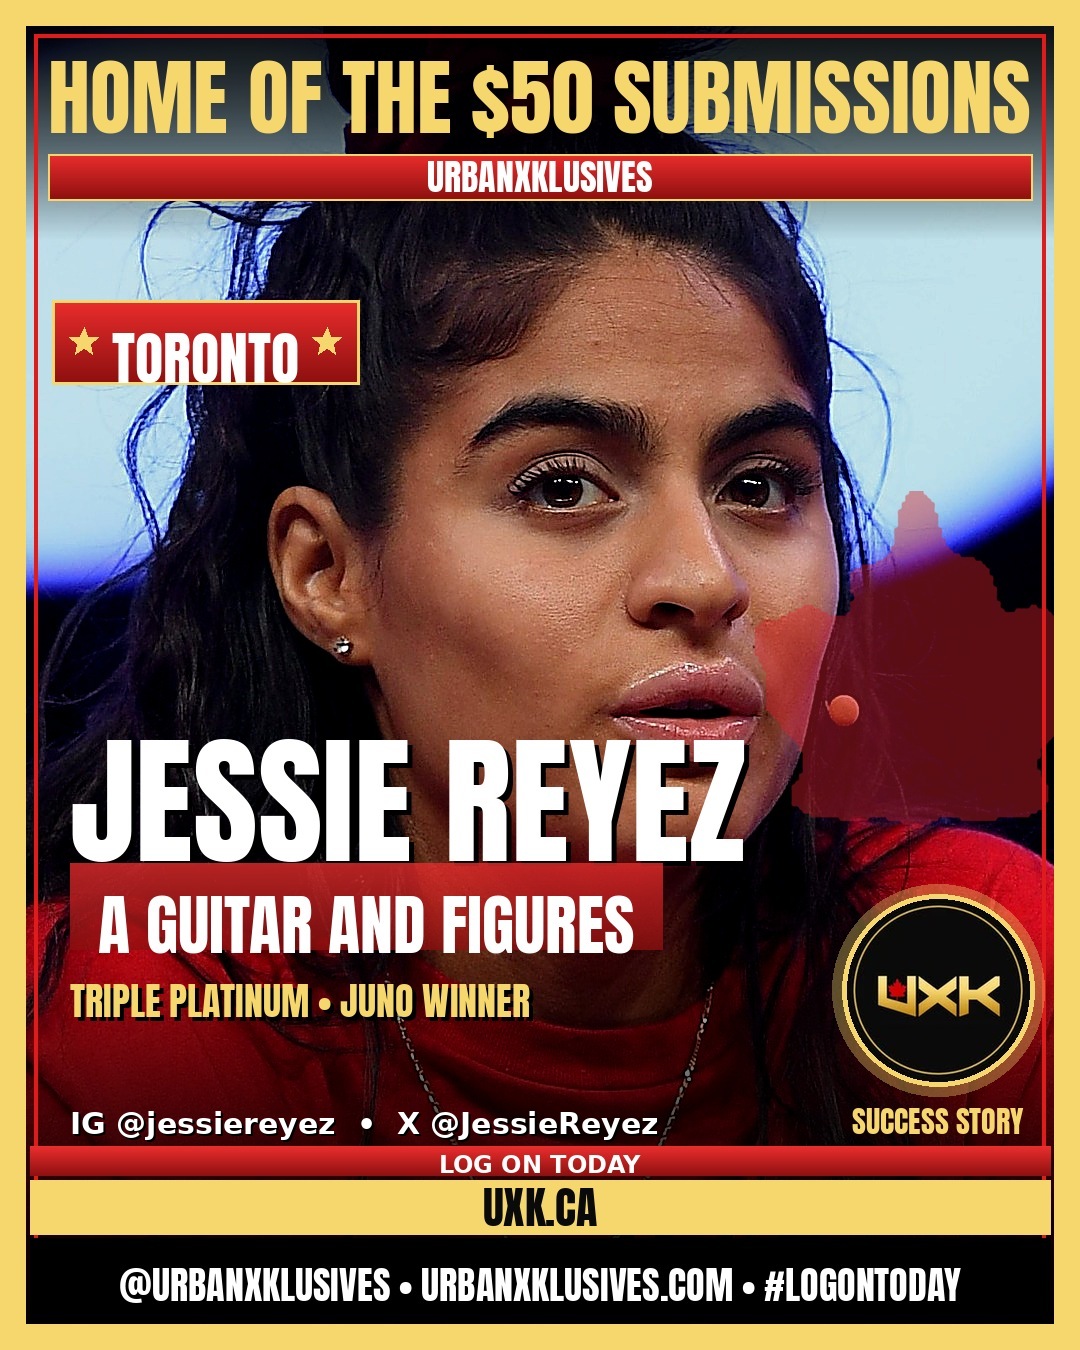 HOME OF THE $50 SUBMISSIONS
URBANXKLUSIVES
★ TORONTO ★
JESSIE REYEZ
A GUITAR AND FIGURES
TRIPLE PLATINUM • JUNO WINNER
UXK
IG @jessiereyez • X @JessieReyez
SUCCESS STORY
LOG ON TODAY
UXK.CA
@URBANXKLUSIVES • URBANXKLUSIVES.COM • #LOGONTODAY